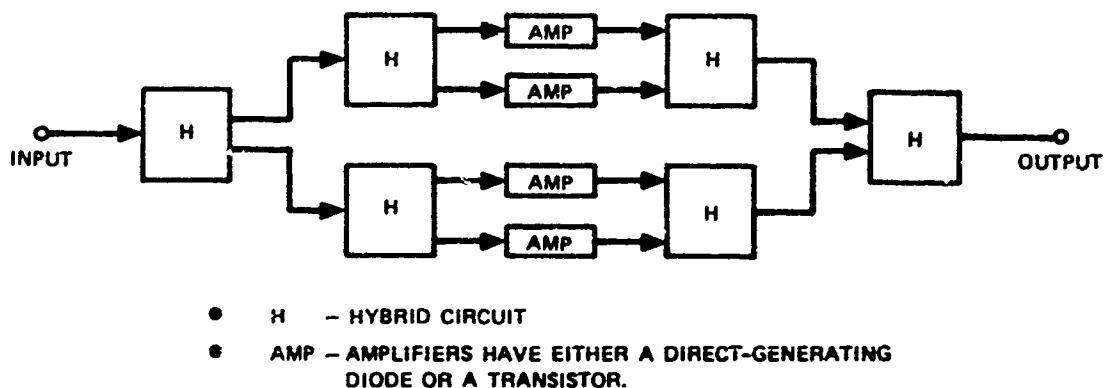 AMP
H
H
AMP
H
H
INPUT
OUTPUT
AMP
H
H
AMP
● H – HYBRID CIRCUIT
● AMP – AMPLIFIERS HAVE EITHER A DIRECT-GENERATING
DIODE OR A TRANSISTOR.